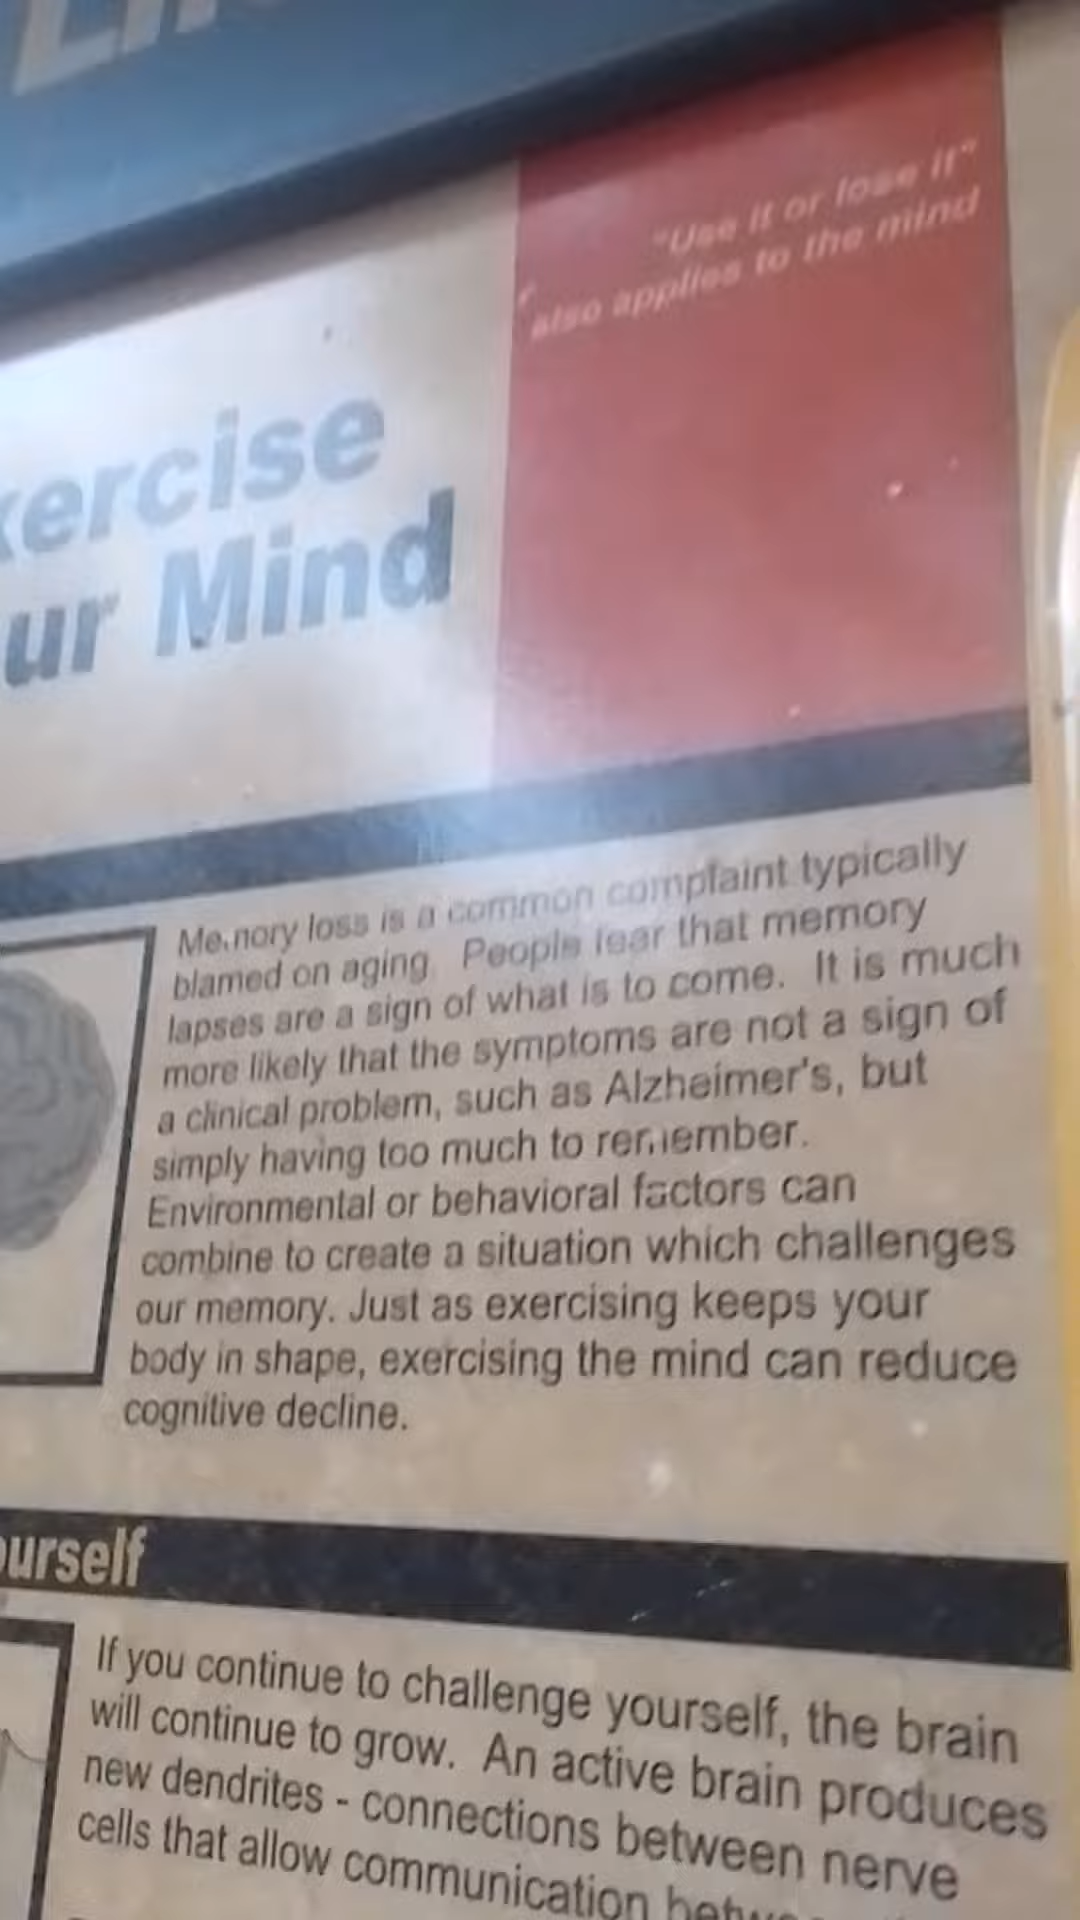 "Use it or lose it"
also applies to the mind
xercise
ur Mind
Memory loss is a common complaint typically
blamed on aging. People fear that memory
lapses are a sign of what is to come. It is much
more likely that the symptoms are not a sign of
a clinical problem, such as Alzheimer's, but
simply having too much to remember.
Environmental or behavioral factors can
combine to create a situation which challenges
our memory. Just as exercising keeps your
body in shape, exercising the mind can reduce
cognitive decline.
ourself
If you continue to challenge yourself, the brain
will continue to grow. An active brain produces
new dendrites - connections between nerve
cells that allow communication